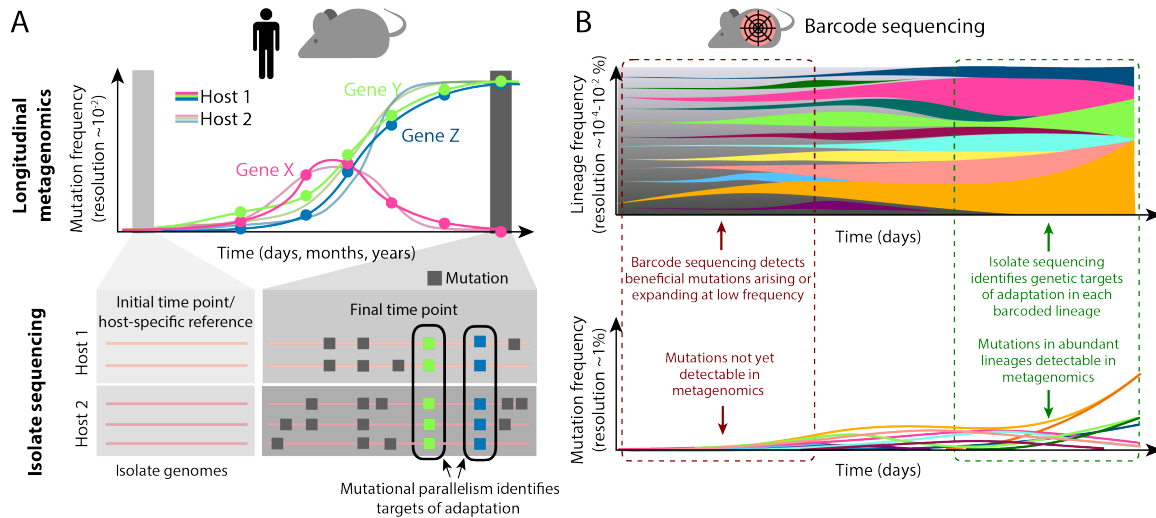 A
Longitudinal
metagenomics
Mutation frequency
(resolution ~10⁻²)
Host 1
Host 2
Gene X
Gene Y
Gene Z
Time (days, months, years)
Isolate sequencing
Mutation
Initial time point/
host-specific reference
Final time point
Host 1
Host 2
Isolate genomes
Mutational parallelism identifies
targets of adaptation
B
Barcode sequencing
Lineage frequency
(resolution ~10⁻⁴-10⁻² %)
Time (days)
Barcode sequencing detects
beneficial mutations arising or
expanding at low frequency
Isolate sequencing
identifies genetic targets
of adaptation in each
barcoded lineage
Mutation frequency
(resolution ~1%)
Mutations not yet
detectable in
metagenomics
Mutations in abundant
lineages detectable in
metagenomics
Time (days)